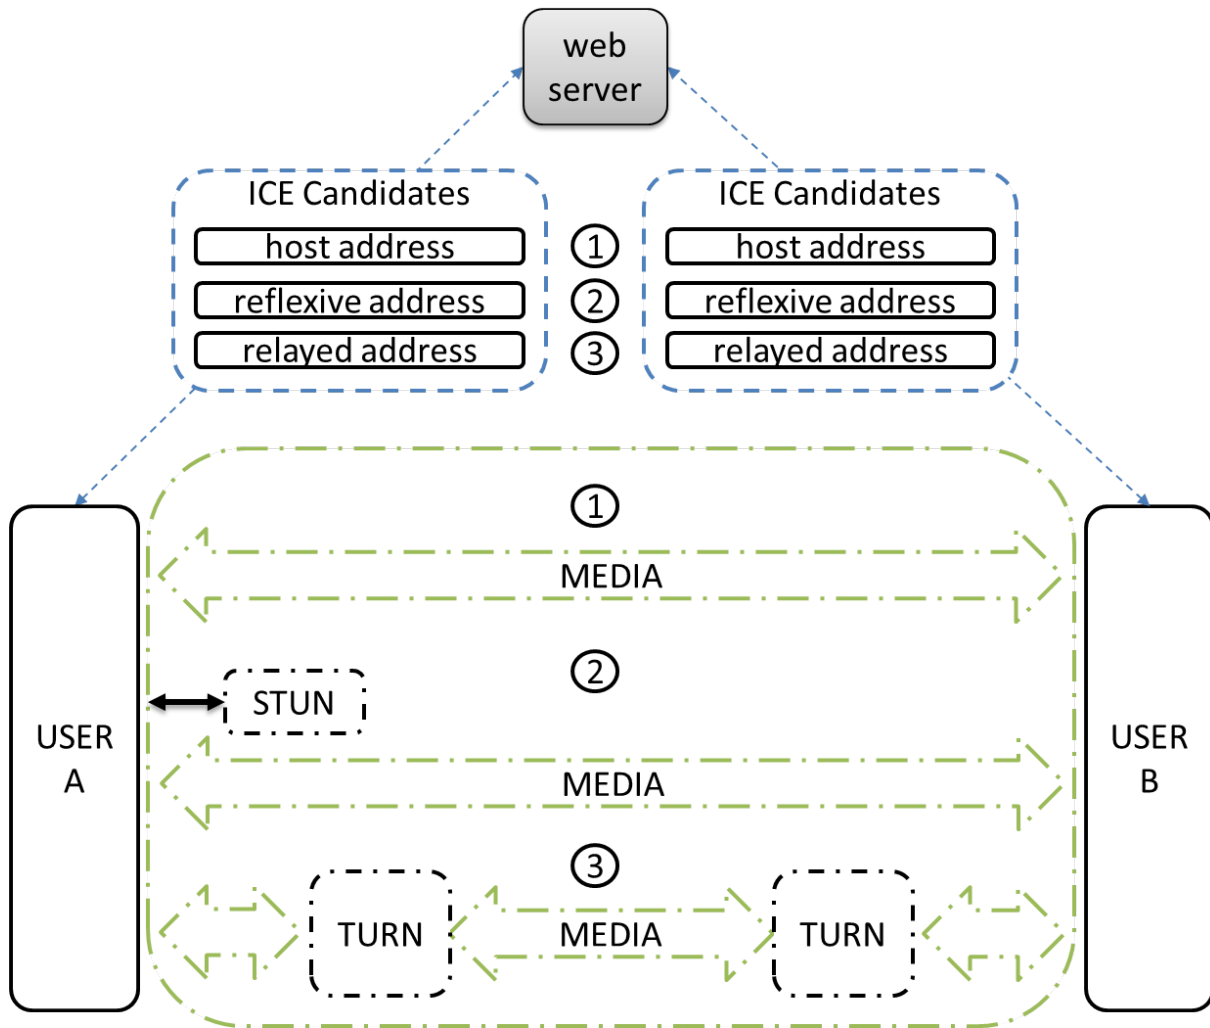 web
server
ICE Candidates
ICE Candidates
host address
1
host address
reflexive address
2
reflexive address
relayed address
3
relayed address
1
MEDIA
2
STUN
USER
A
USER
B
MEDIA
3
TURN
MEDIA
TURN